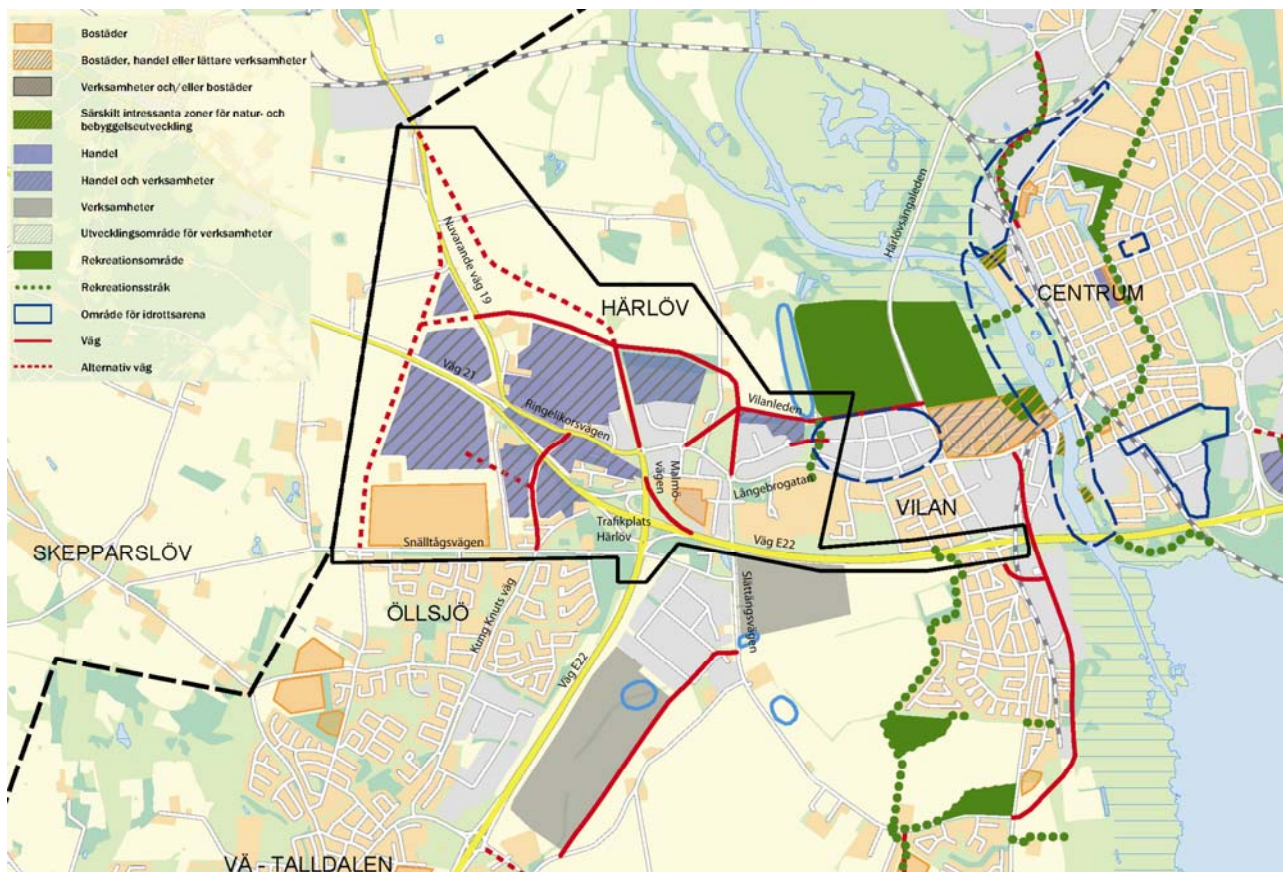 Bostäder
Bostäder, handel eller lättare verksamheter
Verksamheter och/eller bostäder
Särskilt intressanta zoner för natur- och
bebyggelseutveckling
Handel
Handel och verksamheter
Verksamheter
Utvecklingsområde för verksamheter
Rekreationsområde
Rekreationsstråk
Område för idrottsarena
Väg
Alternativ väg
Nuvarande väg 19
Härlövsängaleden
HÄRLÖV
CENTRUM
Väg 21
Ringelikorsvägen
Vilanleden
Malmö-
vägen
Långebrogatan
VILAN
Trafikplats
Härlöv
Snälltågsvägen
Väg E22
SKEPPARSLÖV
ÖLLSJÖ
Kung Knuts väg
Väg E22
Slättängsvägen
VÄ - TALLDALEN